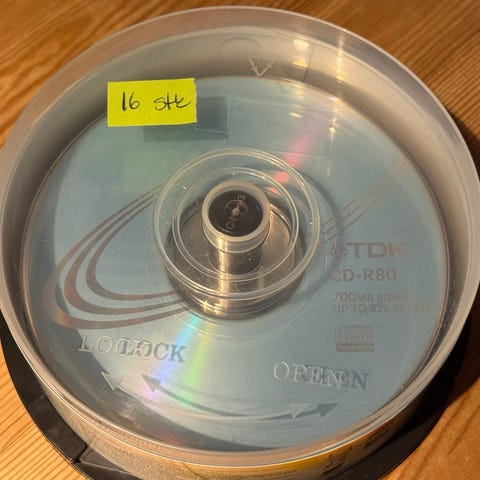 16 stk
TDK
CD-R80
700MB 80MIN
UP TO 52x SPEED
LOCK
OPEN